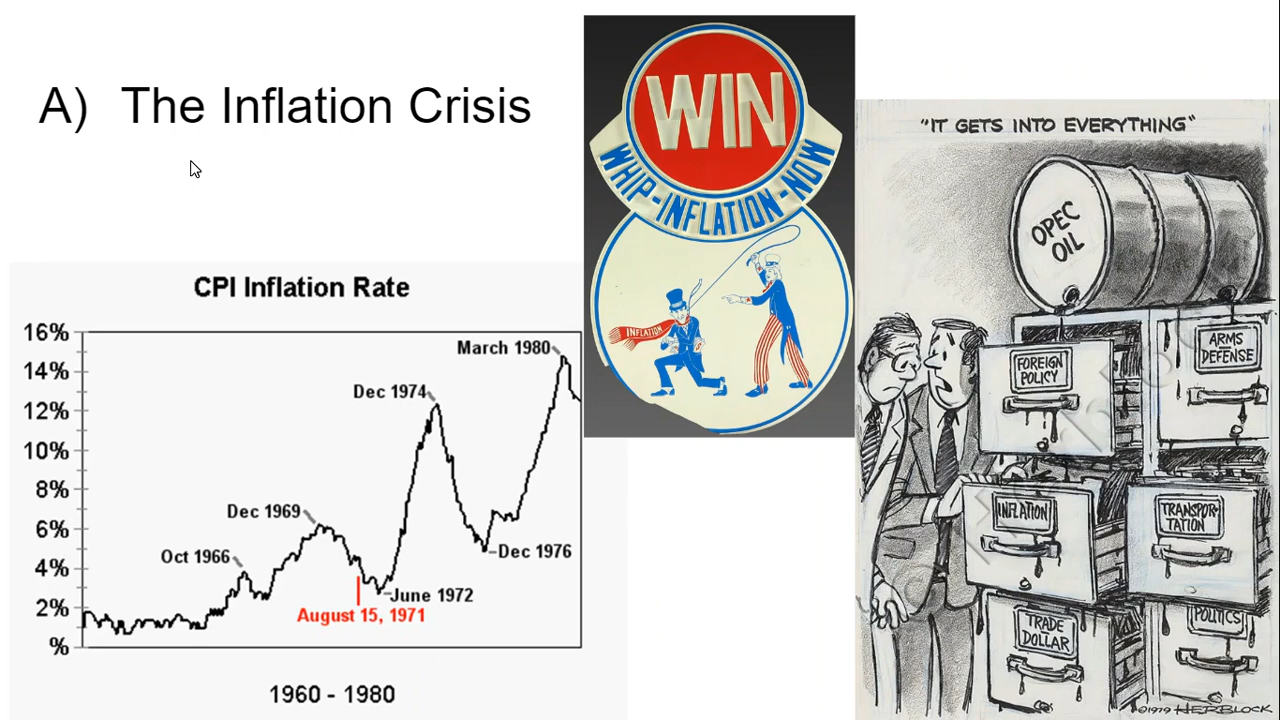 A) The Inflation Crisis
CPI Inflation Rate
16%
14%
12%
10%
8%
6%
4%
2%
%
Oct 1966
Dec 1969
August 15, 1971
June 1972
Dec 1974
Dec 1976
March 1980
1960 - 1980
WIN
WHIP-INFLATION-NOW
INFLATION
"IT GETS INTO EVERYTHING"
OPEC
OIL
FOREIGN
POLICY
ARMS
DEFENSE
INFLATION
TRANSPOR-
TATION
TRADE
DOLLAR
POLITICS
©1979 HERBLOCK